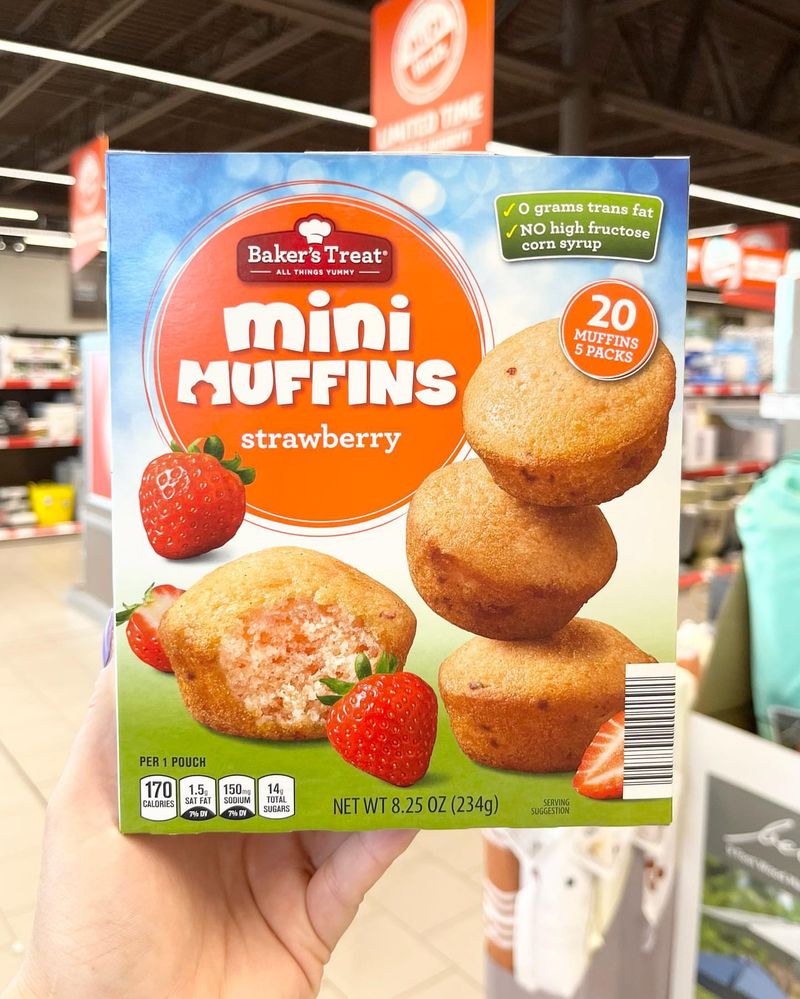 LIMITED TIME
Baker's Treat®
ALL THINGS YUMMY
mini
MUFFINS
strawberry
✓0 grams trans fat
✓NO high fructose
corn syrup
20
MUFFINS
5 PACKS
PER 1 POUCH
170
CALORIES
1.5g
SAT FAT
7% DV
150mg
SODIUM
7% DV
14g
TOTAL
SUGARS
NET WT 8.25 OZ (234g)
SERVING
SUGGESTION